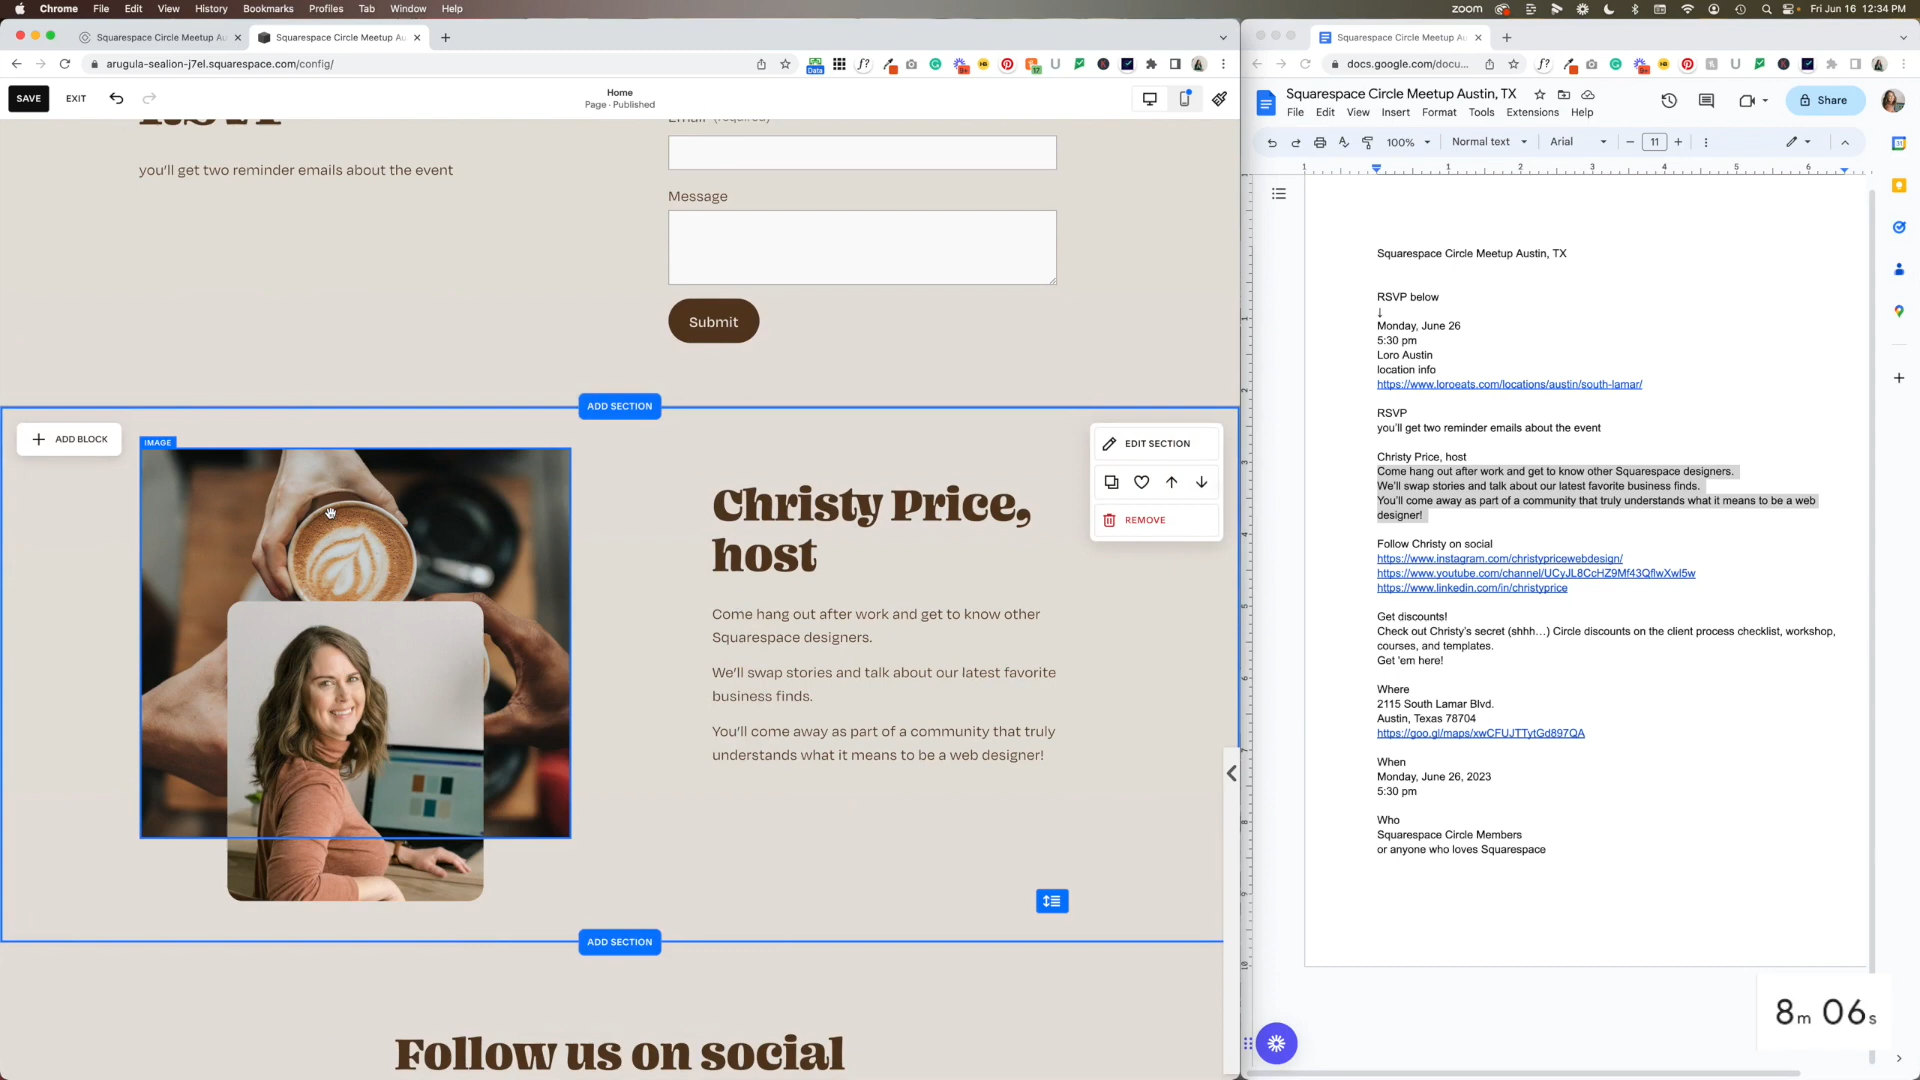 Chrome File Edit View History Bookmarks Profiles Tab Window Help
zoom Fri Jun 16 12:34 PM
Squarespace Circle Meetup Au
Squarespace Circle Meetup Au
arugula-sealion-j7el.squarespace.com/config/
Data
9+
17
SAVE EXIT
Home
Page · Published
RSVP
you'll get two reminder emails about the event
Email (required)
Message
Submit
ADD SECTION
ADD BLOCK
IMAGE
EDIT SECTION
REMOVE
Christy Price,
host
Come hang out after work and get to know other
Squarespace designers.
We'll swap stories and talk about our latest favorite
business finds.
You'll come away as part of a community that truly
understands what it means to be a web designer!
ADD SECTION
Follow us on social
Squarespace Circle Meetup Au
docs.google.com/docu...
Squarespace Circle Meetup Austin, TX
File Edit View Insert Format Tools Extensions Help
Share
100% Normal text Arial 11
1 1 2 3 4 5 6
Squarespace Circle Meetup Austin, TX
RSVP below
↓
Monday, June 26
5:30 pm
Loro Austin
location info
https://www.loroeats.com/locations/austin/south-lamar/
RSVP
you'll get two reminder emails about the event
Christy Price, host
Come hang out after work and get to know other Squarespace designers.
We'll swap stories and talk about our latest favorite business finds.
You'll come away as part of a community that truly understands what it means to be a web
designer!
Follow Christy on social
https://www.instagram.com/christypricewebdesign/
https://www.youtube.com/channel/UCyJL8CcHZ9Mf43QflwXwI5w
https://www.linkedin.com/in/christyprice
Get discounts!
Check out Christy's secret (shhh...) Circle discounts on the client process checklist, workshop,
courses, and templates.
Get 'em here!
Where
2115 South Lamar Blvd.
Austin, Texas 78704
https://goo.gl/maps/xwCFUJTTytGd897QA
When
Monday, June 26, 2023
5:30 pm
Who
Squarespace Circle Members
or anyone who loves Squarespace
8m 06s